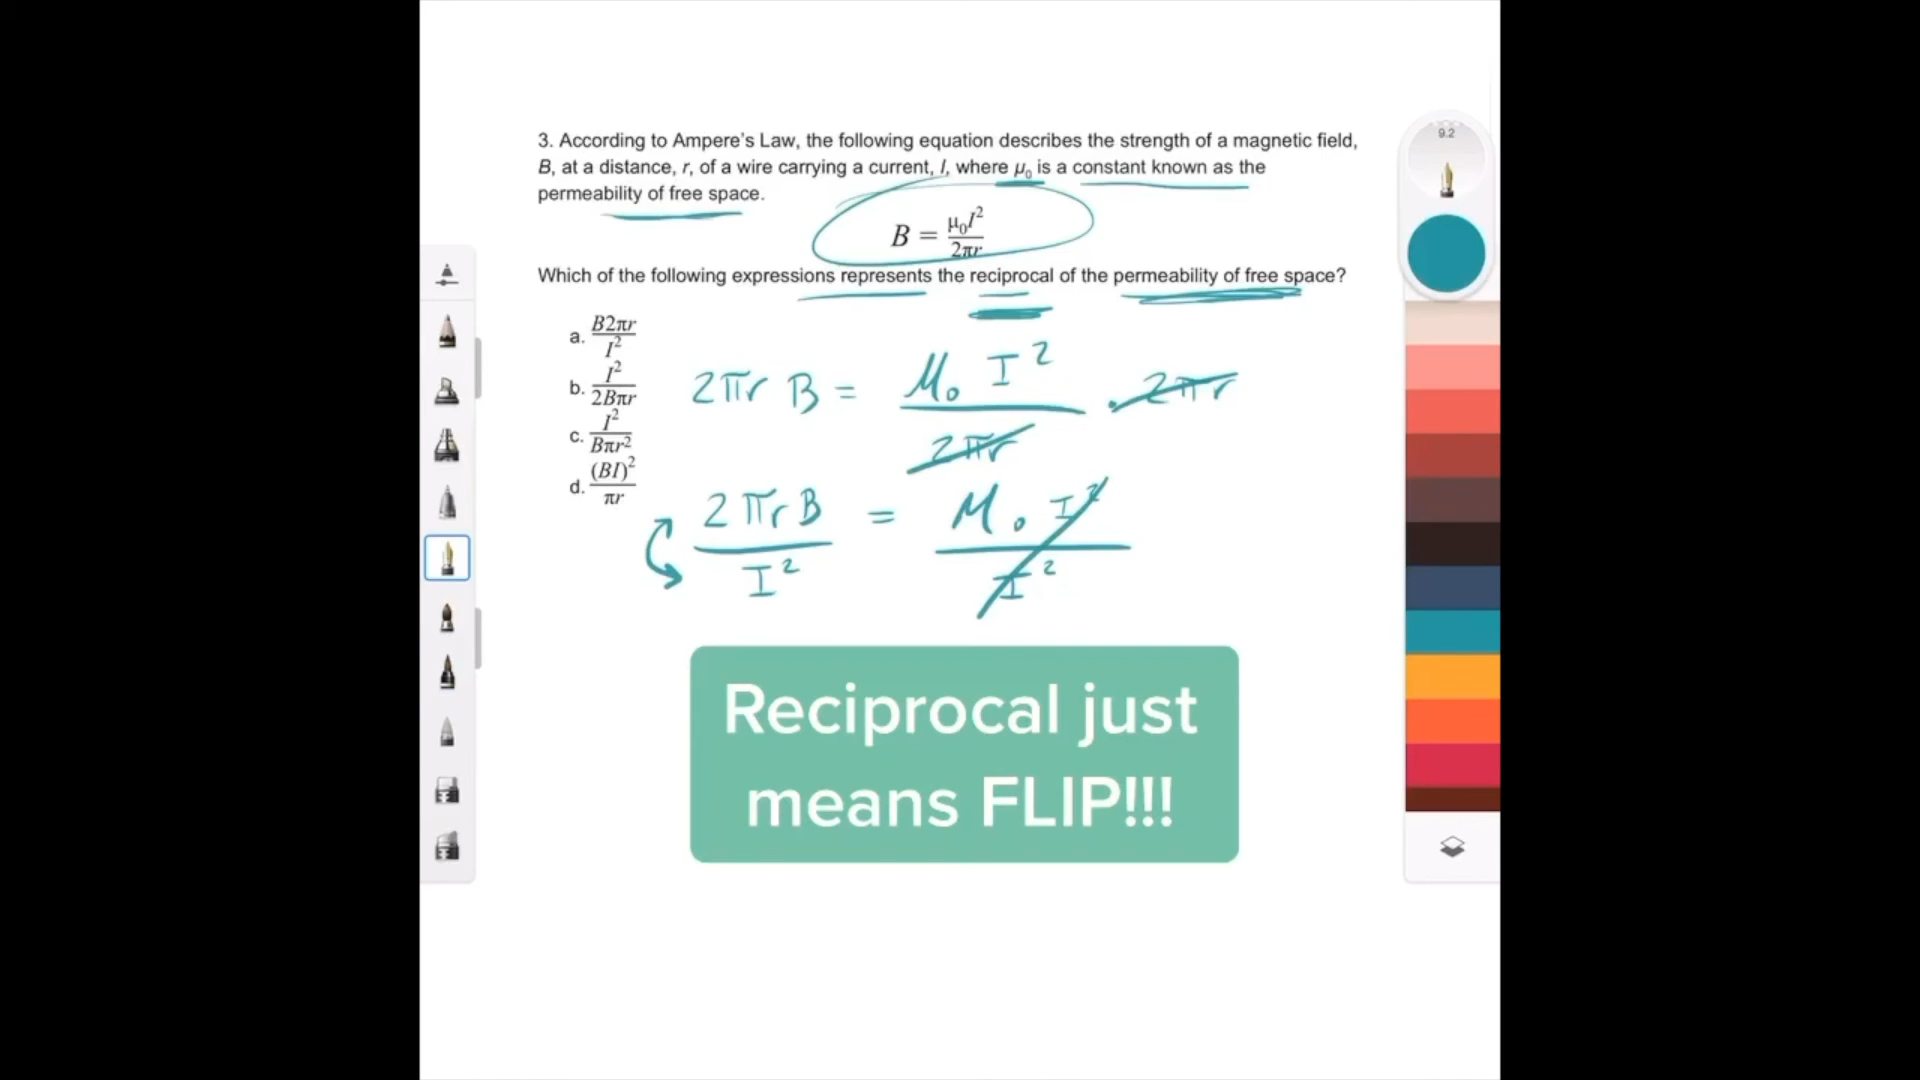 9.2
3. According to Ampere's Law, the following equation describes the strength of a magnetic field,
B, at a distance, r, of a wire carrying a current, I, where μ₀ is a constant known as the
permeability of free space.
B = μ₀I² / 2πr
Which of the following expressions represents the reciprocal of the permeability of free space?
a. B2πr / I²
b. I² / 2Bπr
c. I² / Bπr²
d. (BI)² / πr
2πr B = M₀ I² / 2πr · 2πr
2πrB / I² = M₀ I² / I²
Reciprocal just
means FLIP!!!